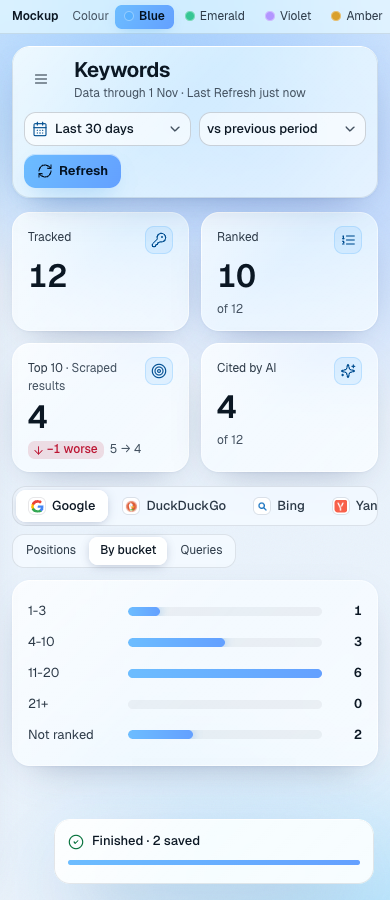 Mockup Colour Blue Emerald Violet Amber
Keywords
Data through 1 Nov · Last Refresh just now
Last 30 days vs previous period
Refresh
Tracked
12
Ranked
10
of 12
Top 10 · Scraped
results
4
↓ −1 worse 5 → 4
Cited by AI
4
of 12
Google DuckDuckGo Bing Yan
Positions By bucket Queries
1-3 1
4-10 3
11-20 6
21+ 0
Not ranked 2
Finished · 2 saved